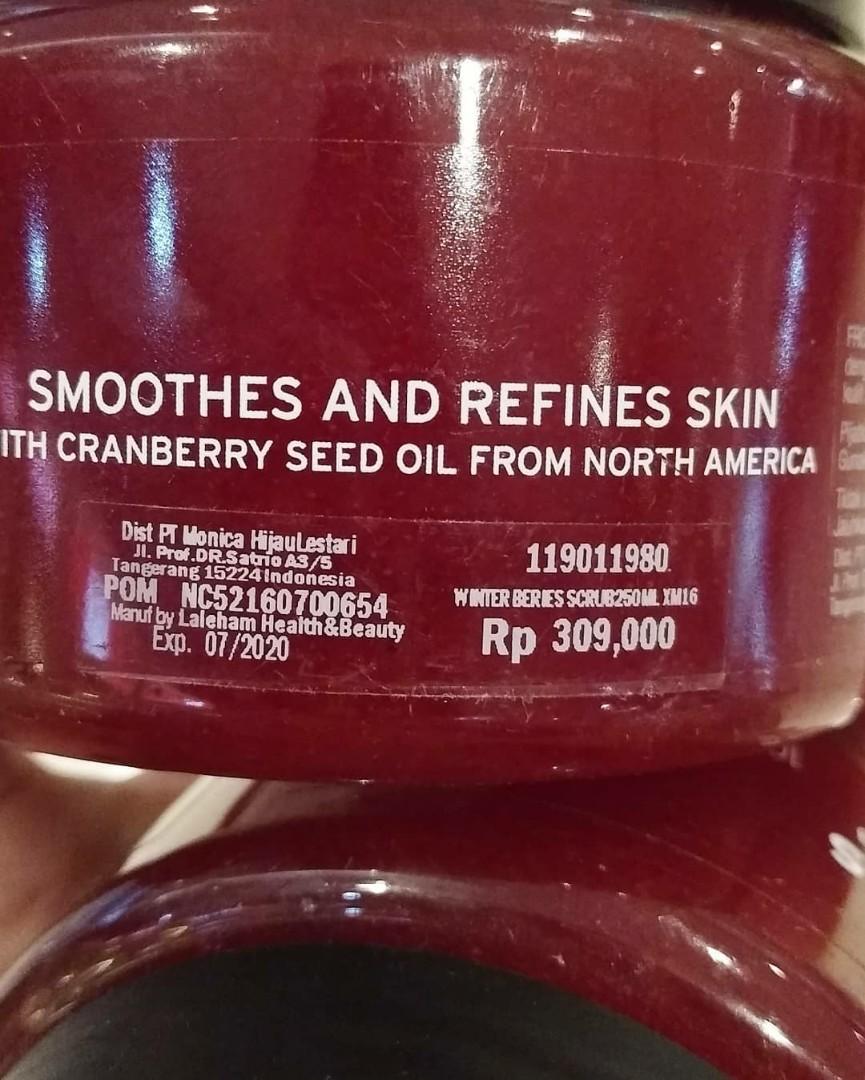 SMOOTHES AND REFINES SKIN
ITH CRANBERRY SEED OIL FROM NORTH AMERICA
Dist PT Monica HijauLestari
Jl. Prof.DR.Satrio A3/5
Tangerang 15224 Indonesia
POM NC52160700654
Manuf by Laleham Health&Beauty
Exp. 07/2020
119011980
WINTER BERIES SCRUB250ML XM16
Rp 309,000